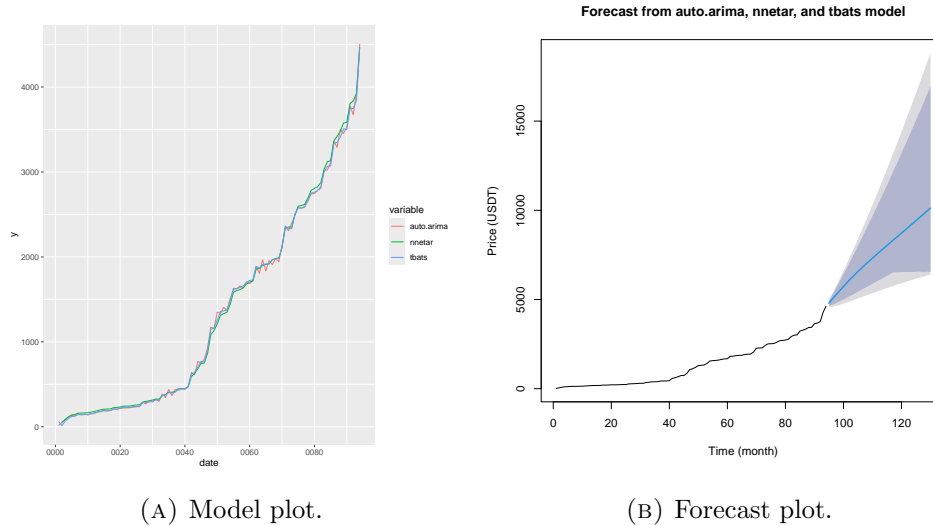 y
4000
3000
2000
1000
0
0000
0020
0040
0060
0080
date
variable
auto.arima
nnetar
tbats
(A) Model plot.
Forecast from auto.arima, nnetar, and tbats model
Price (USDT)
15000
10000
5000
0
0
20
40
60
80
100
120
Time (month)
(B) Forecast plot.